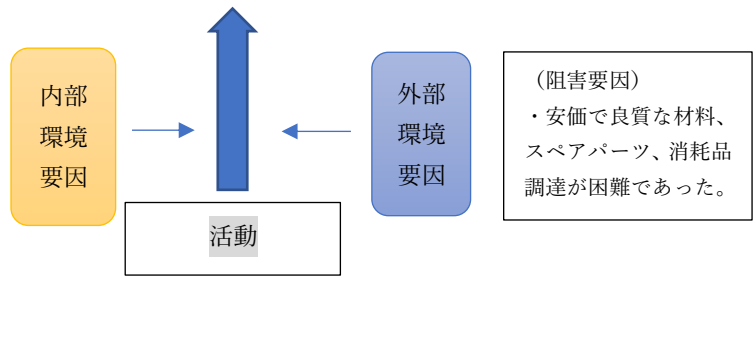 内部
環境
要因
外部
環境
要因
（阻害要因）
・安価で良質な材料、
スペアパーツ、消耗品
調達が困難であった。
活動